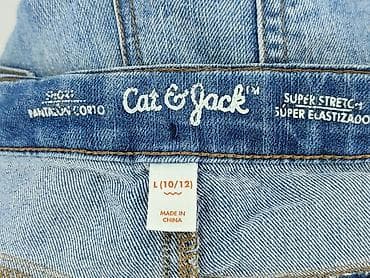 SHORT
PANTALÓN CORTO
Cat & Jack™
SUPER STRETCH
SÚPER ELASTIZADO
L (10/12)
MADE IN
CHINA